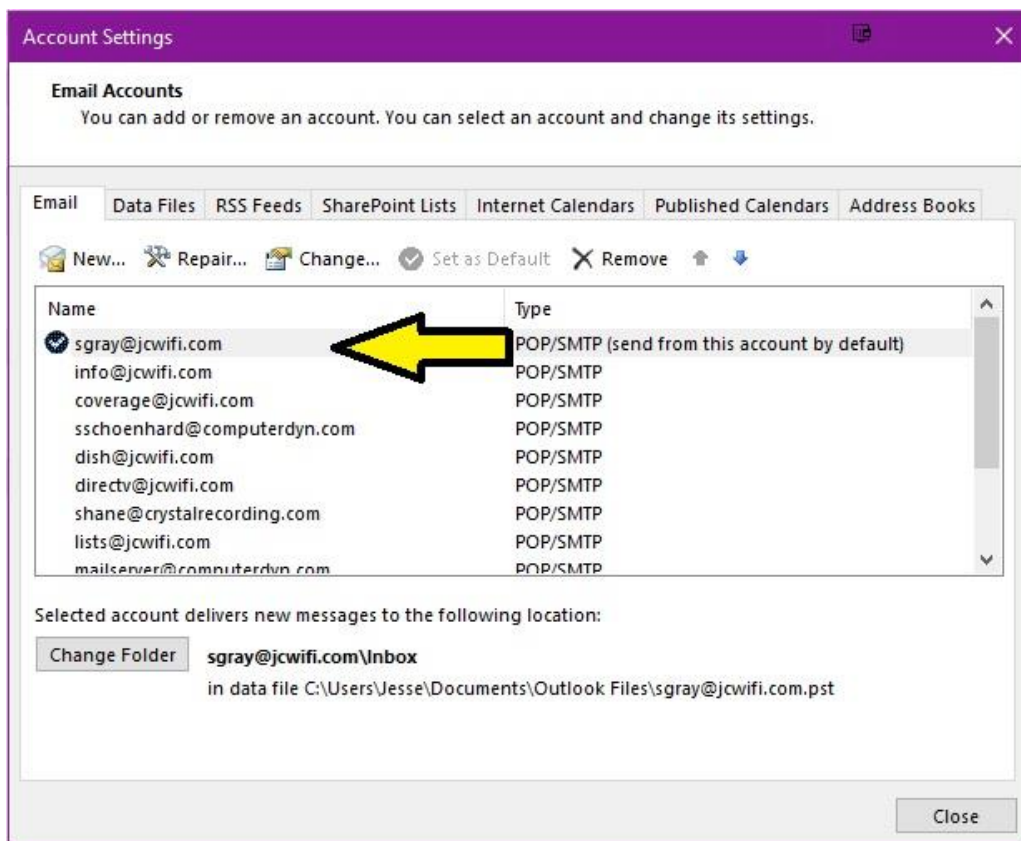 Account Settings
Email Accounts
You can add or remove an account. You can select an account and change its settings.
Email Data Files RSS Feeds SharePoint Lists Internet Calendars Published Calendars Address Books
New... Repair... Change... Set as Default Remove
Name Type
sgray@jcwifi.com POP/SMTP (send from this account by default)
info@jcwifi.com POP/SMTP
coverage@jcwifi.com POP/SMTP
sschoenhard@computerdyn.com POP/SMTP
dish@jcwifi.com POP/SMTP
directv@jcwifi.com POP/SMTP
shane@crystalrecording.com POP/SMTP
lists@jcwifi.com POP/SMTP
mailserver@computerdyn.com POP/SMTP
Selected account delivers new messages to the following location:
Change Folder sgray@jcwifi.com\Inbox
in data file C:\Users\Jesse\Documents\Outlook Files\sgray@jcwifi.com.pst
Close